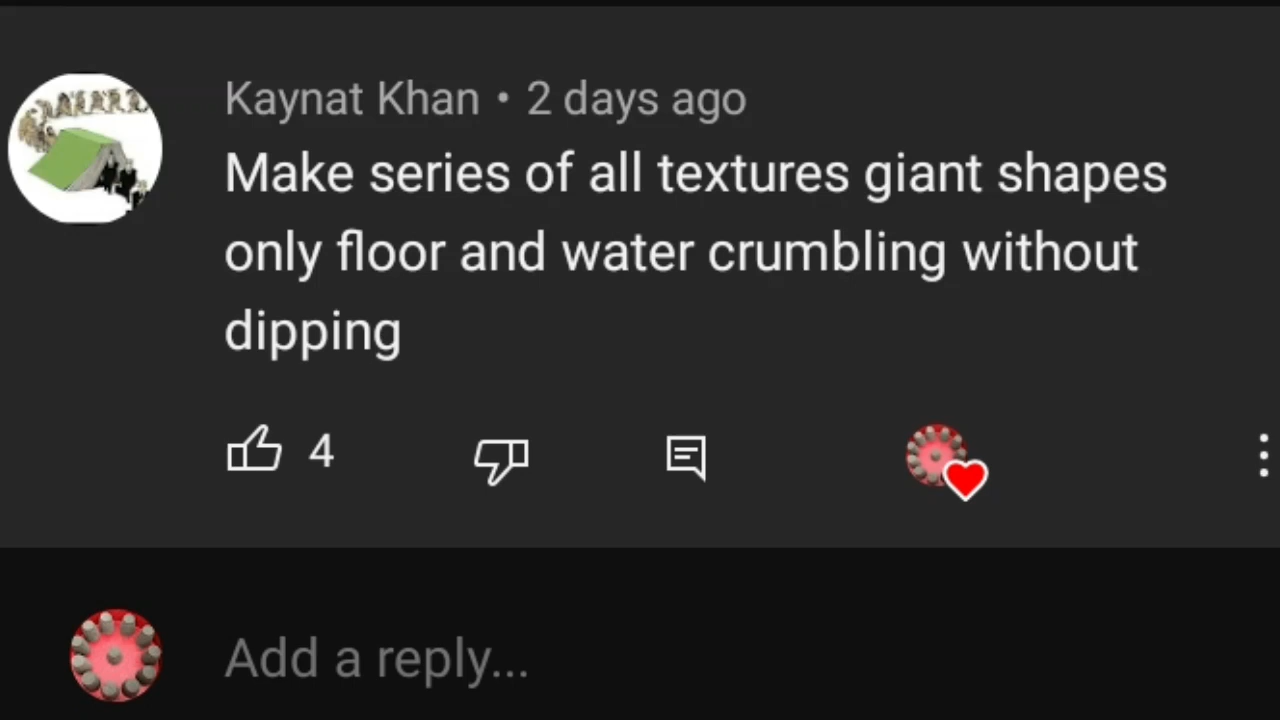 Kaynat Khan • 2 days ago
Make series of all textures giant shapes
only floor and water crumbling without
dipping
4
Add a reply...